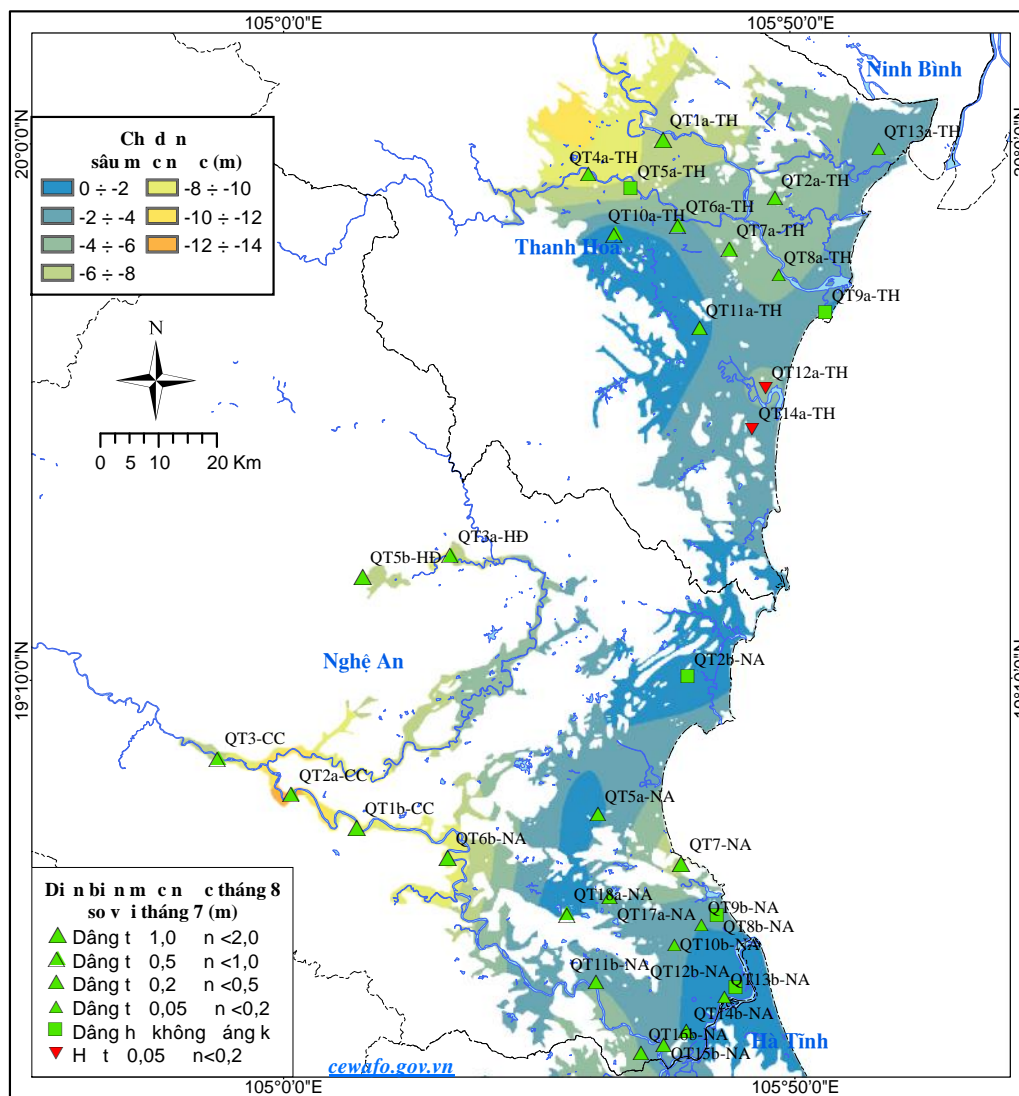 105°0'0"E
105°50'0"E
Ninh Bình
20°0'0"N
20°0'0"N
Ch d n
sâu m c n c (m)
0 ÷ -2
-8 ÷ -10
-2 ÷ -4
-10 ÷ -12
-4 ÷ -6
-12 ÷ -14
-6 ÷ -8
QT1a-TH
QT13a-TH
QT4a-TH
QT5a-TH
QT2a-TH
QT10a-TH
QT6a-TH
Thanh Hoá
QT7a-TH
QT8a-TH
QT9a-TH
QT11a-TH
N
QT12a-TH
QT14a-TH
0 5 10 20 Km
QT3a-HĐ
QT5b-HĐ
Nghệ An
QT2b-NA
19°10'0"N
19°10'0"N
QT3-CC
QT2a-CC
QT1b-CC
QT5a-NA
QT6b-NA
QT7-NA
QT18a-NA
QT17a-NA
QT9b-NA
QT8b-NA
QT10b-NA
QT11b-NA
QT12b-NA
QT13b-NA
QT14b-NA
QT16b-NA
QT15b-NA
Hà Tĩnh
Di n bi n m c n c tháng 8
so v i tháng 7 (m)
Dâng t 1,0 n <2,0
Dâng t 0,5 n <1,0
Dâng t 0,2 n <0,5
Dâng t 0,05 n <0,2
Dâng h không áng k
H t 0,05 n<0,2
cewafo.gov.vn
105°0'0"E
105°50'0"E